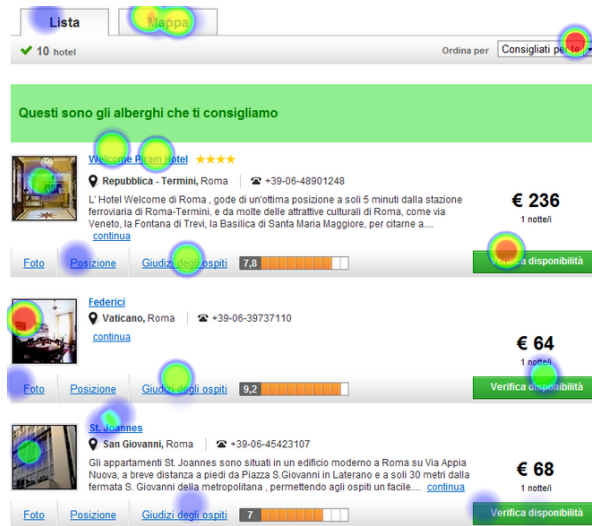 Lista Mappa
10 hotel Ordina per Consigliati per te
Questi sono gli alberghi che ti consigliamo
Welcome Piram Hotel
Repubblica - Termini, Roma +39-06-48901248
L' Hotel Welcome di Roma , gode di un'ottima posizione a soli 5 minuti dalla stazione
ferroviaria di Roma-Termini, e da molte delle attrattive culturali di Roma, come via
Veneto, la Fontana di Trevi, la Basilica di Santa Maria Maggiore, per citarne a....
continua
€ 236
1 notte/i
Foto Posizione Giudizi degli ospiti 7,8 Verifica disponibilità
Federici
Vaticano, Roma +39-06-39737110
continua
€ 64
1 notte/i
Foto Posizione Giudizi degli ospiti 9,2 Verifica disponibilità
St. Joannes
San Giovanni, Roma +39-06-45423107
Gli appartamenti St. Joannes sono situati in un edificio moderno a Roma su Via Appia
Nuova, a breve distanza a piedi da Piazza S.Giovanni in Laterano e a soli 30 metri dalla
fermata S. Giovanni della metropolitana , permettendo agli ospiti un facile.... continua
€ 68
1 notte/i
Foto Posizione Giudizi degli ospiti 7 Verifica disponibilità